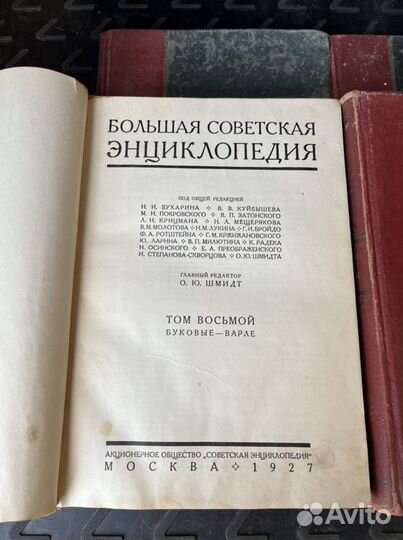 БОЛЬШАЯ СОВЕТСКАЯ
ЭНЦИКЛОПЕДИЯ
ПОД ОБЩЕЙ РЕДАКЦИЕЙ
Н. И. БУХАРИНА ✧ В. В. КУЙБЫШЕВА
М. Н. ПОКРОВСКОГО ✧ В. П. ЗАТОНСКОГО
Л. Н. КРИЦМАНА ✧ Н. Л. МЕЩЕРЯКОВА
В. М. МОЛОТОВА ✧ Н. М. ЛУКИНА ✧ Г. И. БРОЙДО
Ф. А. РОТШТЕЙНА ✧ Г. М. КРЖИЖАНОВСКОГО
Ю. ЛАРИНА ✧ В. П. МИЛЮТИНА ✧ К. РАДЕКА
Н. ОСИНСКОГО ✧ Е. А. ПРЕОБРАЖЕНСКОГО
И. СТЕПАНОВА-СКВОРЦОВА ✧ О. Ю. ШМИДТА
ГЛАВНЫЙ РЕДАКТОР
О. Ю. ШМИДТ
ТОМ ВОСЬМОЙ
БУКОВЫЕ—ВАРЛЕ
АКЦИОНЕРНОЕ ОБЩЕСТВО „СОВЕТСКАЯ ЭНЦИКЛОПЕДИЯ"
МОСКВА ✧ 1927
Avito